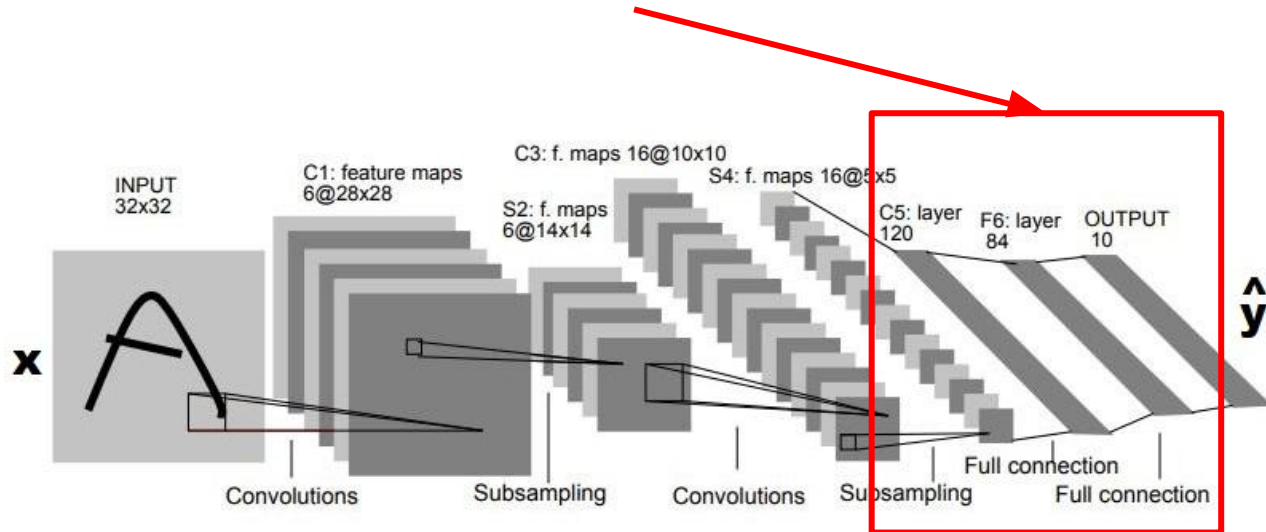 INPUT
32x32
C1: feature maps
6@28x28
S2: f. maps
6@14x14
C3: f. maps 16@10x10
S4: f. maps 16@5x5
C5: layer
120
F6: layer
84
OUTPUT
10
x
A
ŷ
Convolutions
Subsampling
Convolutions
Subsampling
Full connection
Full connection